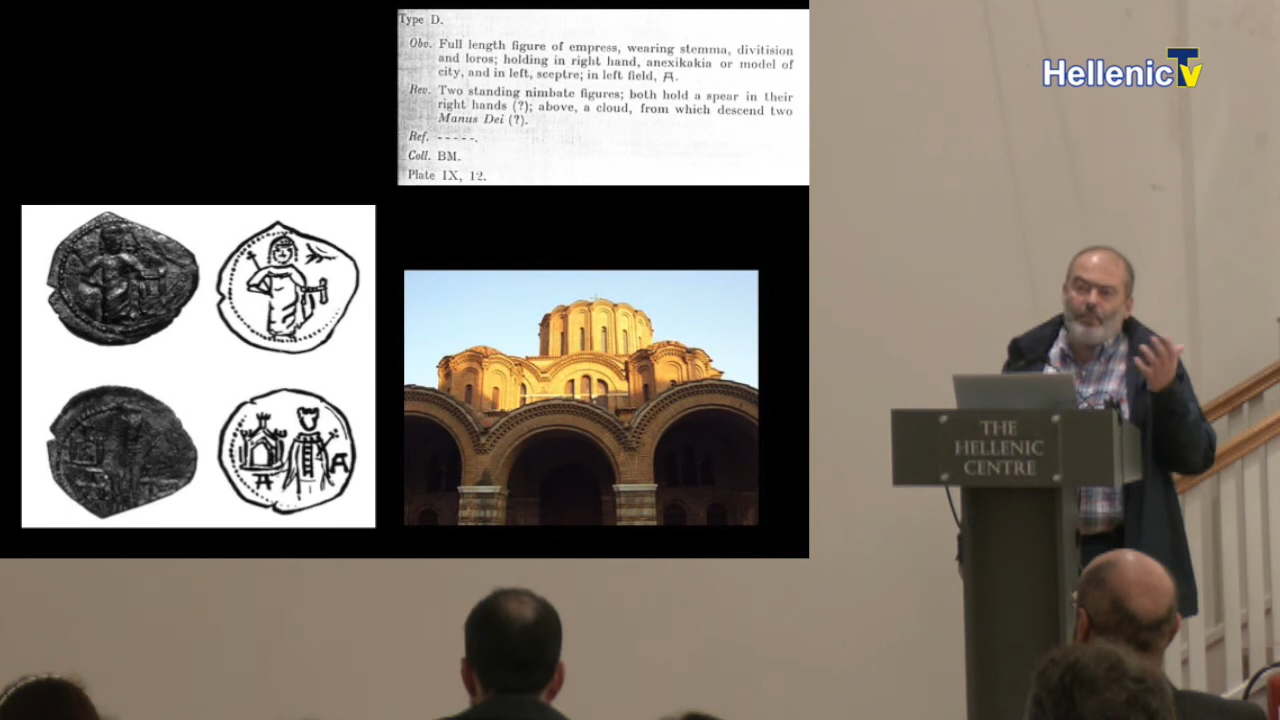 Type D.
Obv. Full length figure of empress, wearing stemma, divitision
and loros; holding in right hand, anexikakia or model of
city, and in left, sceptre; in left field, A.
Rev. Two standing nimbate figures; both hold a spear in their
right hands (?); above, a cloud, from which descend two
Manus Dei (?).
Ref. - - - - -.
Coll. BM.
Plate IX, 12.
HellenicTv
A
A
THE
HELLENIC
CENTRE